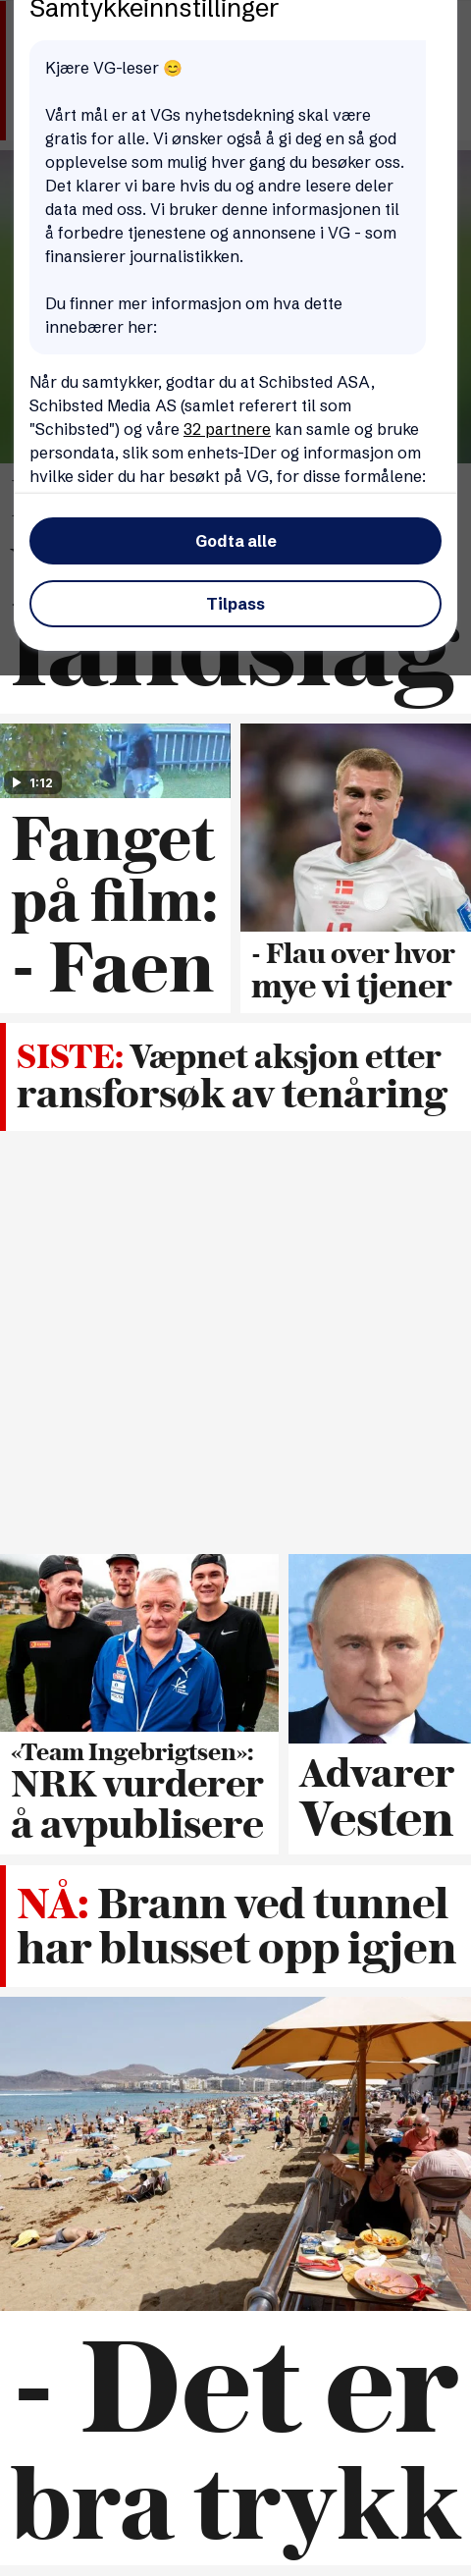 Samtykkeinnstillinger
Kjære VG-leser 😊
Vårt mål er at VGs nyhetsdekning skal være
gratis for alle. Vi ønsker også å gi deg en så god
opplevelse som mulig hver gang du besøker oss.
Det klarer vi bare hvis du og andre lesere deler
data med oss. Vi bruker denne informasjonen til
å forbedre tjenestene og annonsene i VG - som
finansierer journalistikken.
Du finner mer informasjon om hva dette
innebærer her:
Når du samtykker, godtar du at Schibsted ASA,
Schibsted Media AS (samlet referert til som
"Schibsted") og våre 32 partnere kan samle og bruke
persondata, slik som enhets-IDer og informasjon om
hvilke sider du har besøkt på VG, for disse formålene:
Godta alle
Tilpass
landslag
1:12
Fanget
på film:
- Faen
- Flau over hvor
mye vi tjener
SISTE: Væpnet aksjon etter
ransforsøk av tenåring
«Team Ingebrigtsen»:
NRK vurderer
å avpublisere
Advarer
Vesten
NÅ: Brann ved tunnel
har blusset opp igjen
- Det er
bra trykk